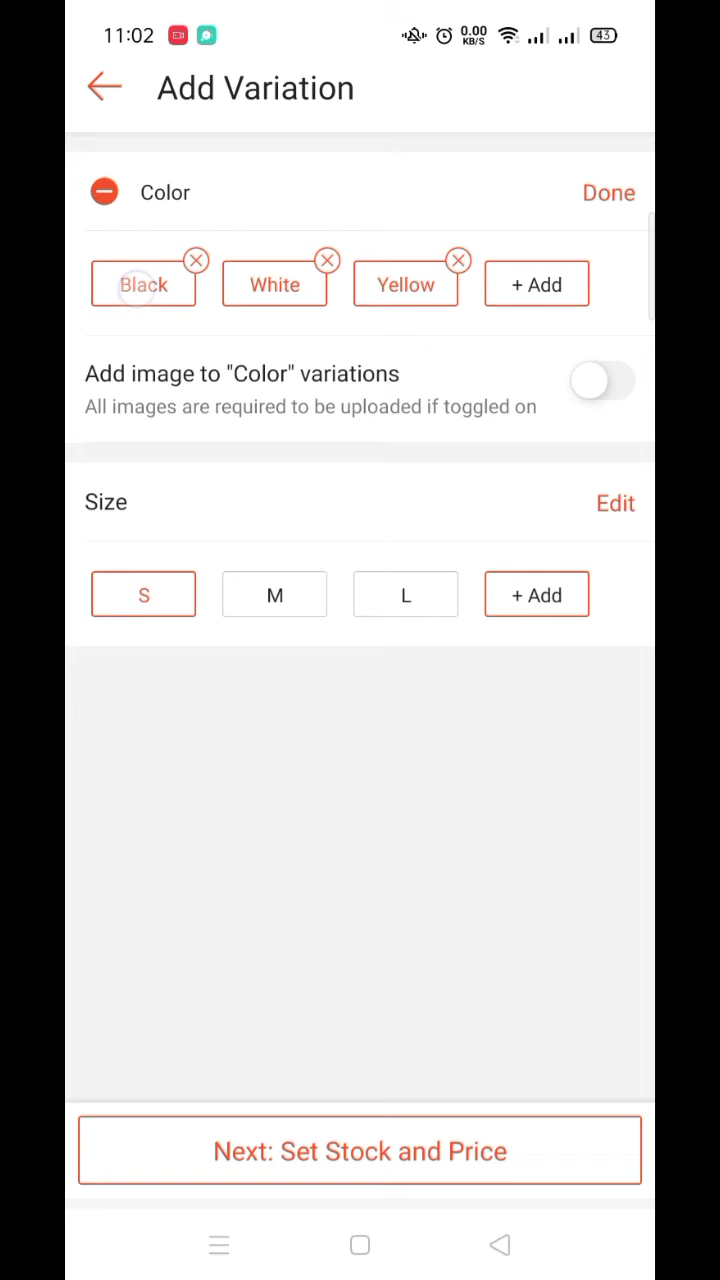 11:02 0.00 KB/S 43
Add Variation
Color Done
Black White Yellow + Add
Add image to "Color" variations
All images are required to be uploaded if toggled on
Size Edit
S M L + Add
Next: Set Stock and Price